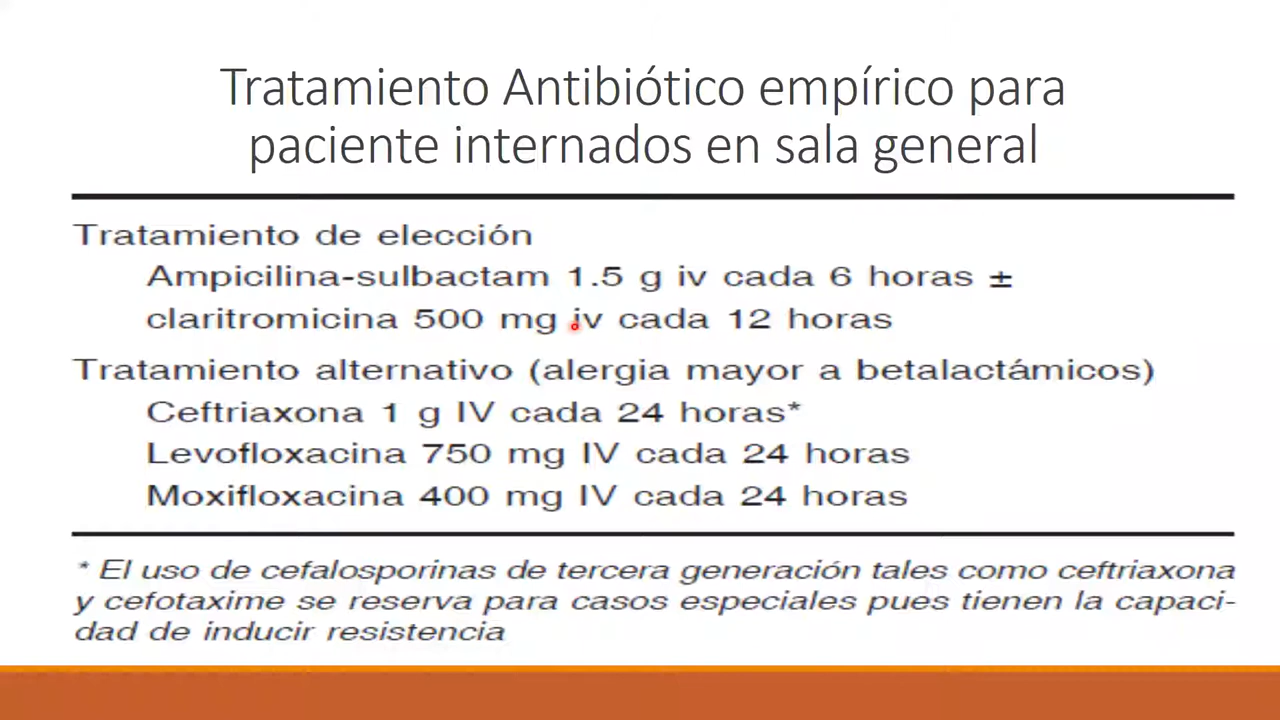 Tratamiento Antibiótico empírico para
paciente internados en sala general
Tratamiento de elección
Ampicilina-sulbactam 1.5 g iv cada 6 horas ±
claritromicina 500 mg iv cada 12 horas
Tratamiento alternativo (alergia mayor a betalactámicos)
Ceftriaxona 1 g IV cada 24 horas*
Levofloxacina 750 mg IV cada 24 horas
Moxifloxacina 400 mg IV cada 24 horas
* El uso de cefalosporinas de tercera generación tales como ceftriaxona
y cefotaxime se reserva para casos especiales pues tienen la capaci-
dad de inducir resistencia